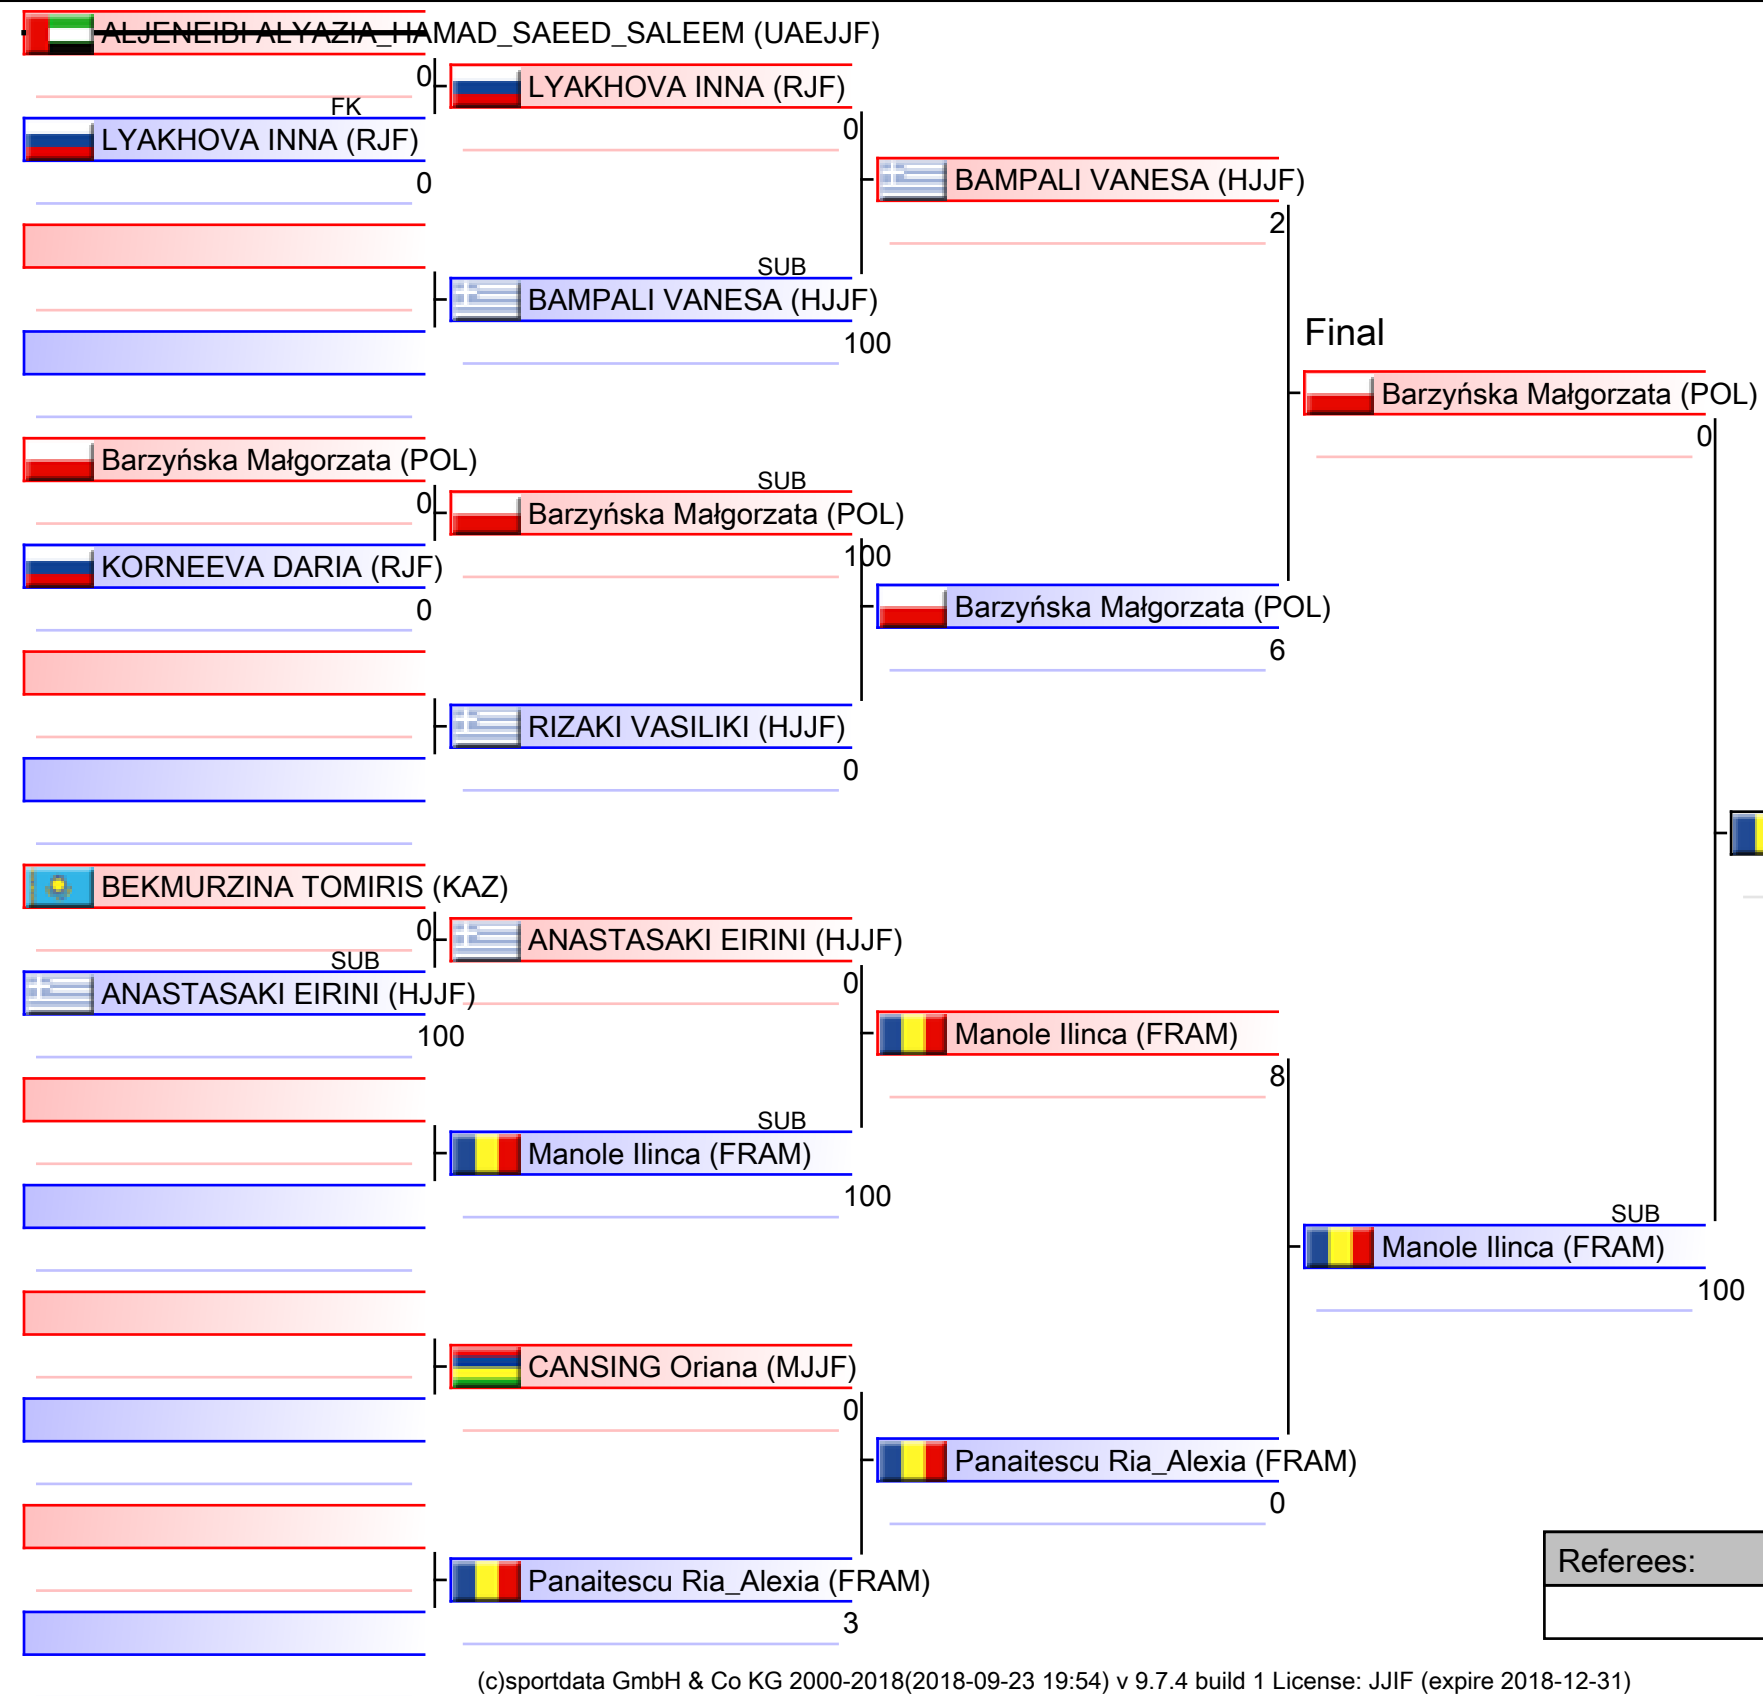 ALJENEIBI ALYAZIA_HAMAD_SAEED_SALEEM (UAEJJF)
0
FK
LYAKHOVA INNA (RJF)
0
Barzyńska Małgorzata (POL)
0
KORNEEVA DARIA (RJF)
0
BEKMURZINA TOMIRIS (KAZ)
0
SUB
ANASTASAKI EIRINI (HJJF)
100
LYAKHOVA INNA (RJF)
0
SUB
BAMPALI VANESA (HJJF)
100
SUB
Barzyńska Małgorzata (POL)
100
RIZAKI VASILIKI (HJJF)
0
ANASTASAKI EIRINI (HJJF)
0
SUB
Manole Ilinca (FRAM)
100
CANSING Oriana (MJJF)
0
Panaitescu Ria_Alexia (FRAM)
3
BAMPALI VANESA (HJJF)
2
Barzyńska Małgorzata (POL)
6
Manole Ilinca (FRAM)
8
Panaitescu Ria_Alexia (FRAM)
0
Final
Barzyńska Małgorzata (POL)
0
SUB
Manole Ilinca (FRAM)
100
Referees:
(c)sportdata GmbH & Co KG 2000-2018(2018-09-23 19:54) v 9.7.4 build 1 License: JJIF (expire 2018-12-31)